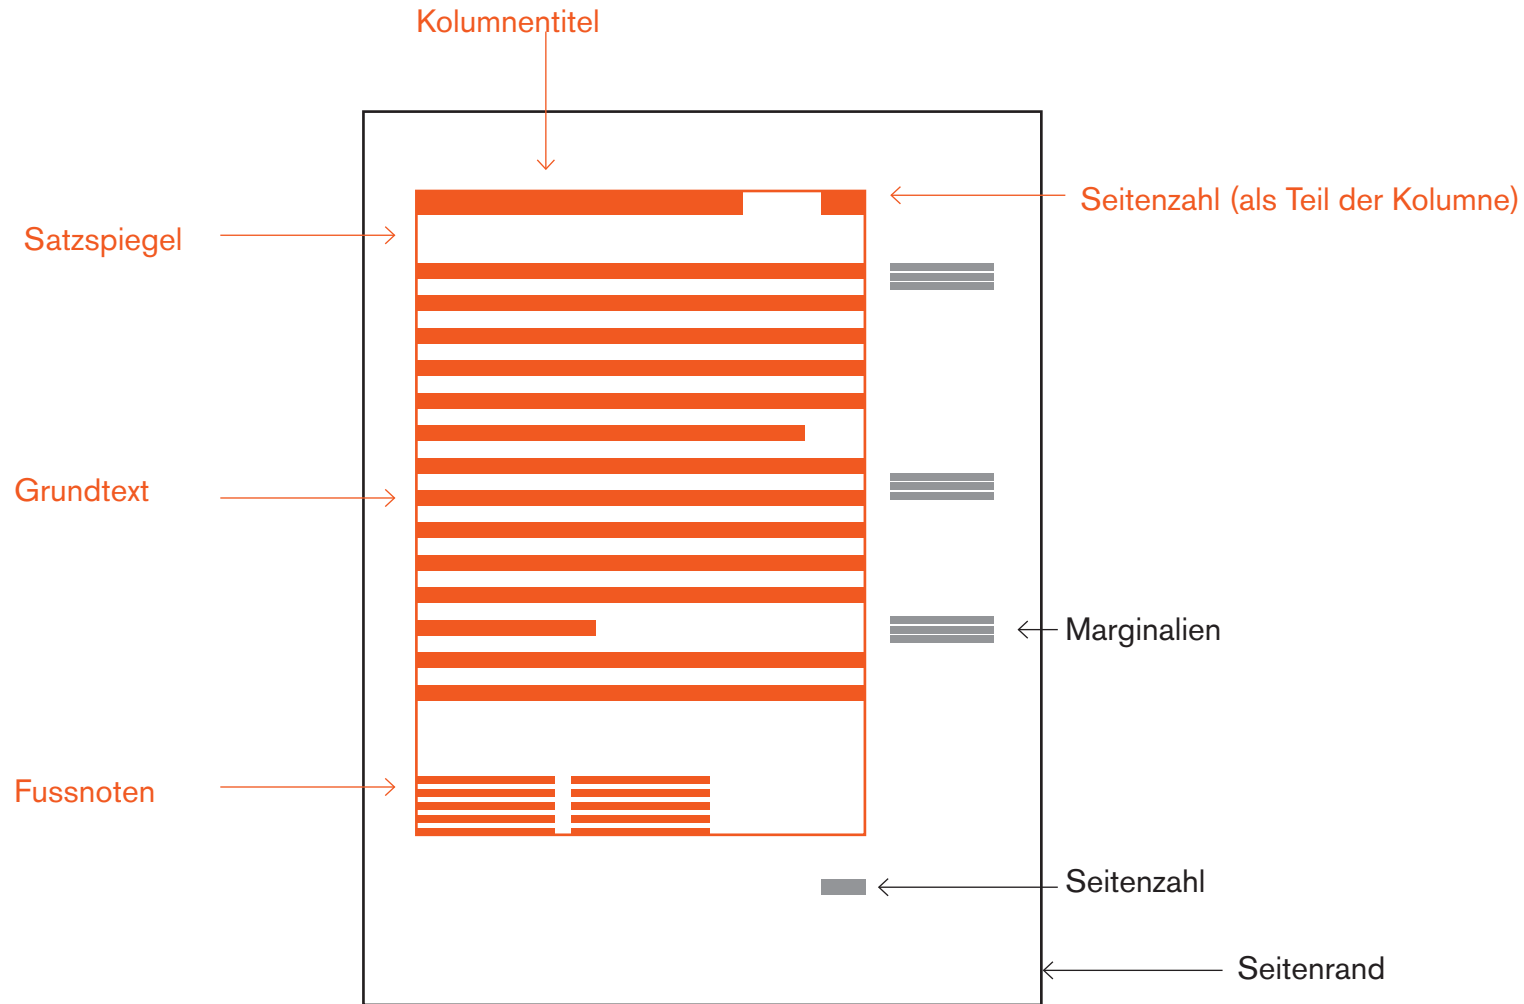 Kolumnentitel
Seitenzahl (als Teil der Kolumne)
Satzspiegel
Grundtext
Marginalien
Fussnoten
Seitenzahl
Seitenrand